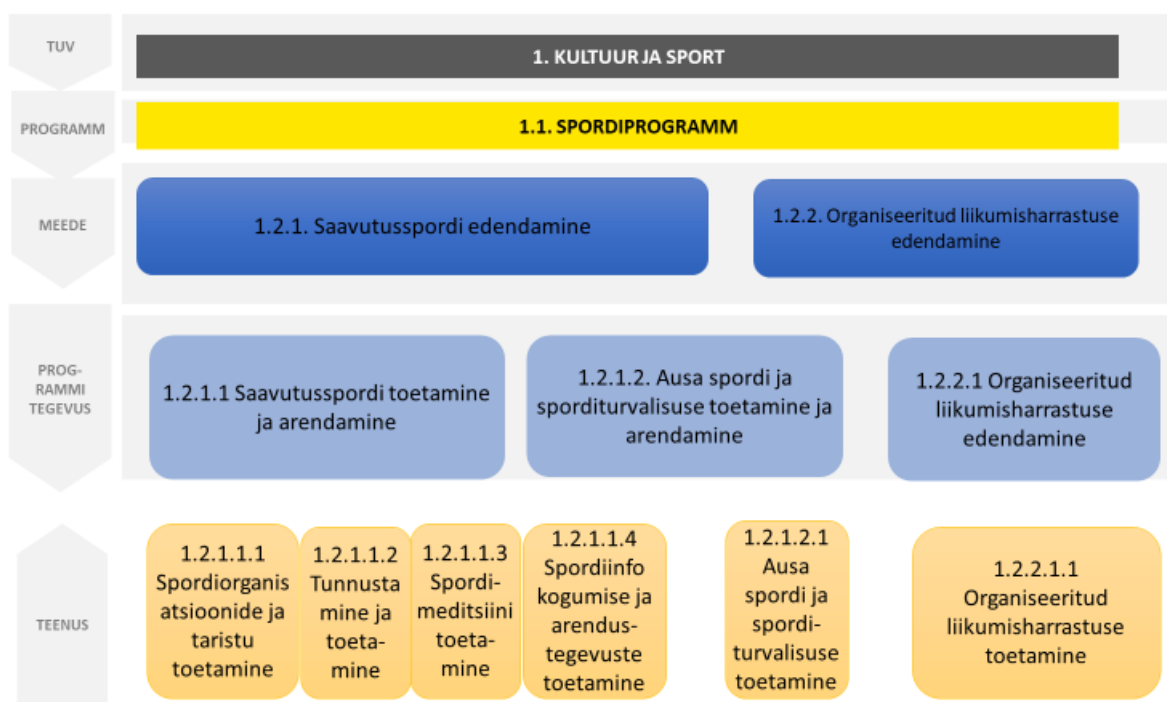 TUV
1. KULTUUR JA SPORT
PROGRAMM
1.1. SPORDIPROGRAMM
MEEDE
1.2.1. Saavutusspordi edendamine
1.2.2. Organiseeritud liikumisharrastuse
edendamine
PROG-
RAMMI
TEGEVUS
1.2.1.1 Saavutusspordi toetamine
ja arendamine
1.2.1.2. Ausa spordi ja
sporditurvalisuse toetamine ja
arendamine
1.2.2.1 Organiseeritud
liikumisharrastuse
edendamine
TEENUS
1.2.1.1.1
Spordiorganis
atsioonide ja
taristu
toetamine
1.2.1.1.2
Tunnusta
mine ja
toeta-
mine
1.2.1.1.3
Spordi-
meditsiini
toeta-
mine
1.2.1.1.4
Spordiinfo
kogumise ja
arendus-
tegevuste
toetamine
1.2.1.2.1
Ausa
spordi ja
spordi-
turvalisuse
toetamine
1.2.2.1.1
Organiseeritud
liikumisharrastuse
toetamine